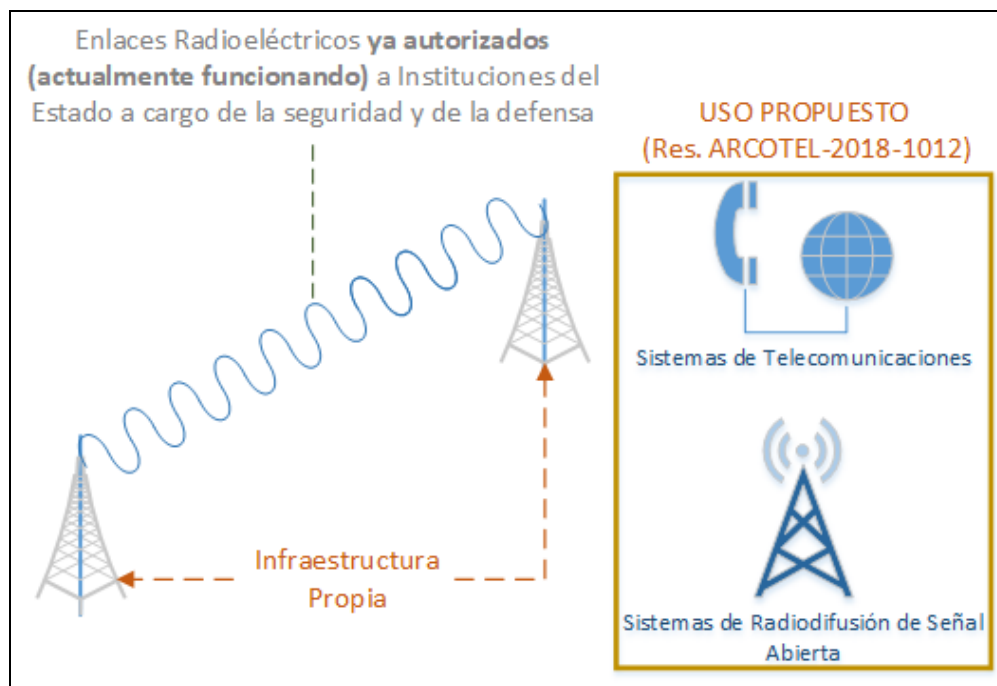 Enlaces Radioeléctricos ya autorizados
(actualmente funcionando) a Instituciones del
Estado a cargo de la seguridad y de la defensa
USO PROPUESTO
(Res. ARCOTEL-2018-1012)
Sistemas de Telecomunicaciones
Infraestructura
Propia
Sistemas de Radiodifusión de Señal
Abierta